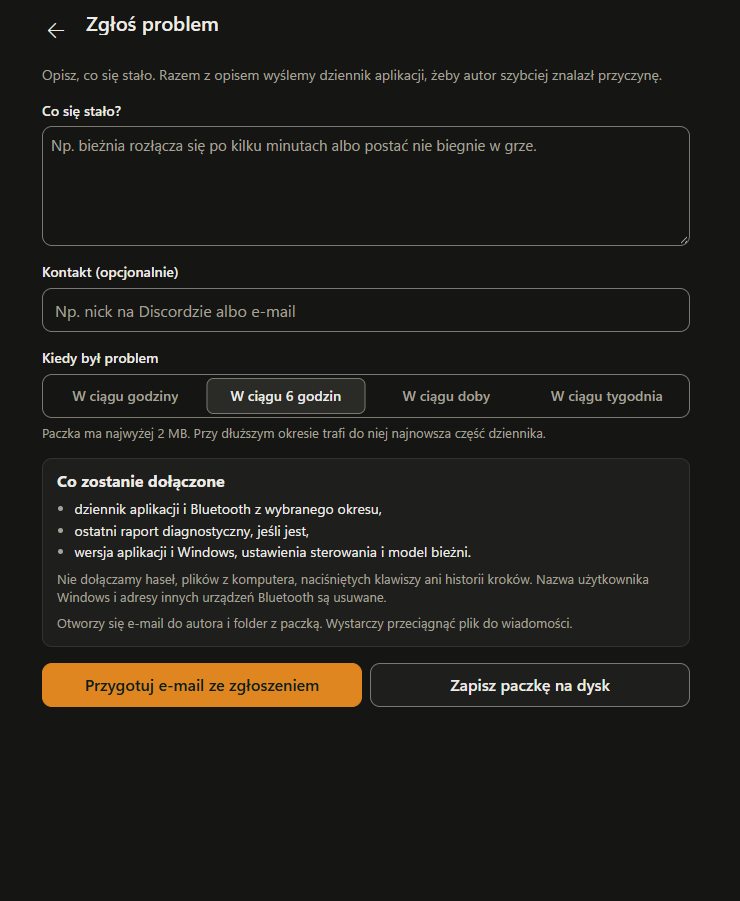 Zgłoś problem
Opisz, co się stało. Razem z opisem wyślemy dziennik aplikacji, żeby autor szybciej znalazł przyczynę.
Co się stało?
Np. bieżnia rozłącza się po kilku minutach albo postać nie biegnie w grze.
Kontakt (opcjonalnie)
Np. nick na Discordzie albo e-mail
Kiedy był problem
W ciągu godziny W ciągu 6 godzin W ciągu doby W ciągu tygodnia
Paczka ma najwyżej 2 MB. Przy dłuższym okresie trafi do niej najnowsza część dziennika.
Co zostanie dołączone
• dziennik aplikacji i Bluetooth z wybranego okresu,
• ostatni raport diagnostyczny, jeśli jest,
• wersja aplikacji i Windows, ustawienia sterowania i model bieżni.
Nie dołączamy haseł, plików z komputera, naciśniętych klawiszy ani historii kroków. Nazwa użytkownika
Windows i adresy innych urządzeń Bluetooth są usuwane.
Otworzy się e-mail do autora i folder z paczką. Wystarczy przeciągnąć plik do wiadomości.
Przygotuj e-mail ze zgłoszeniem Zapisz paczkę na dysk